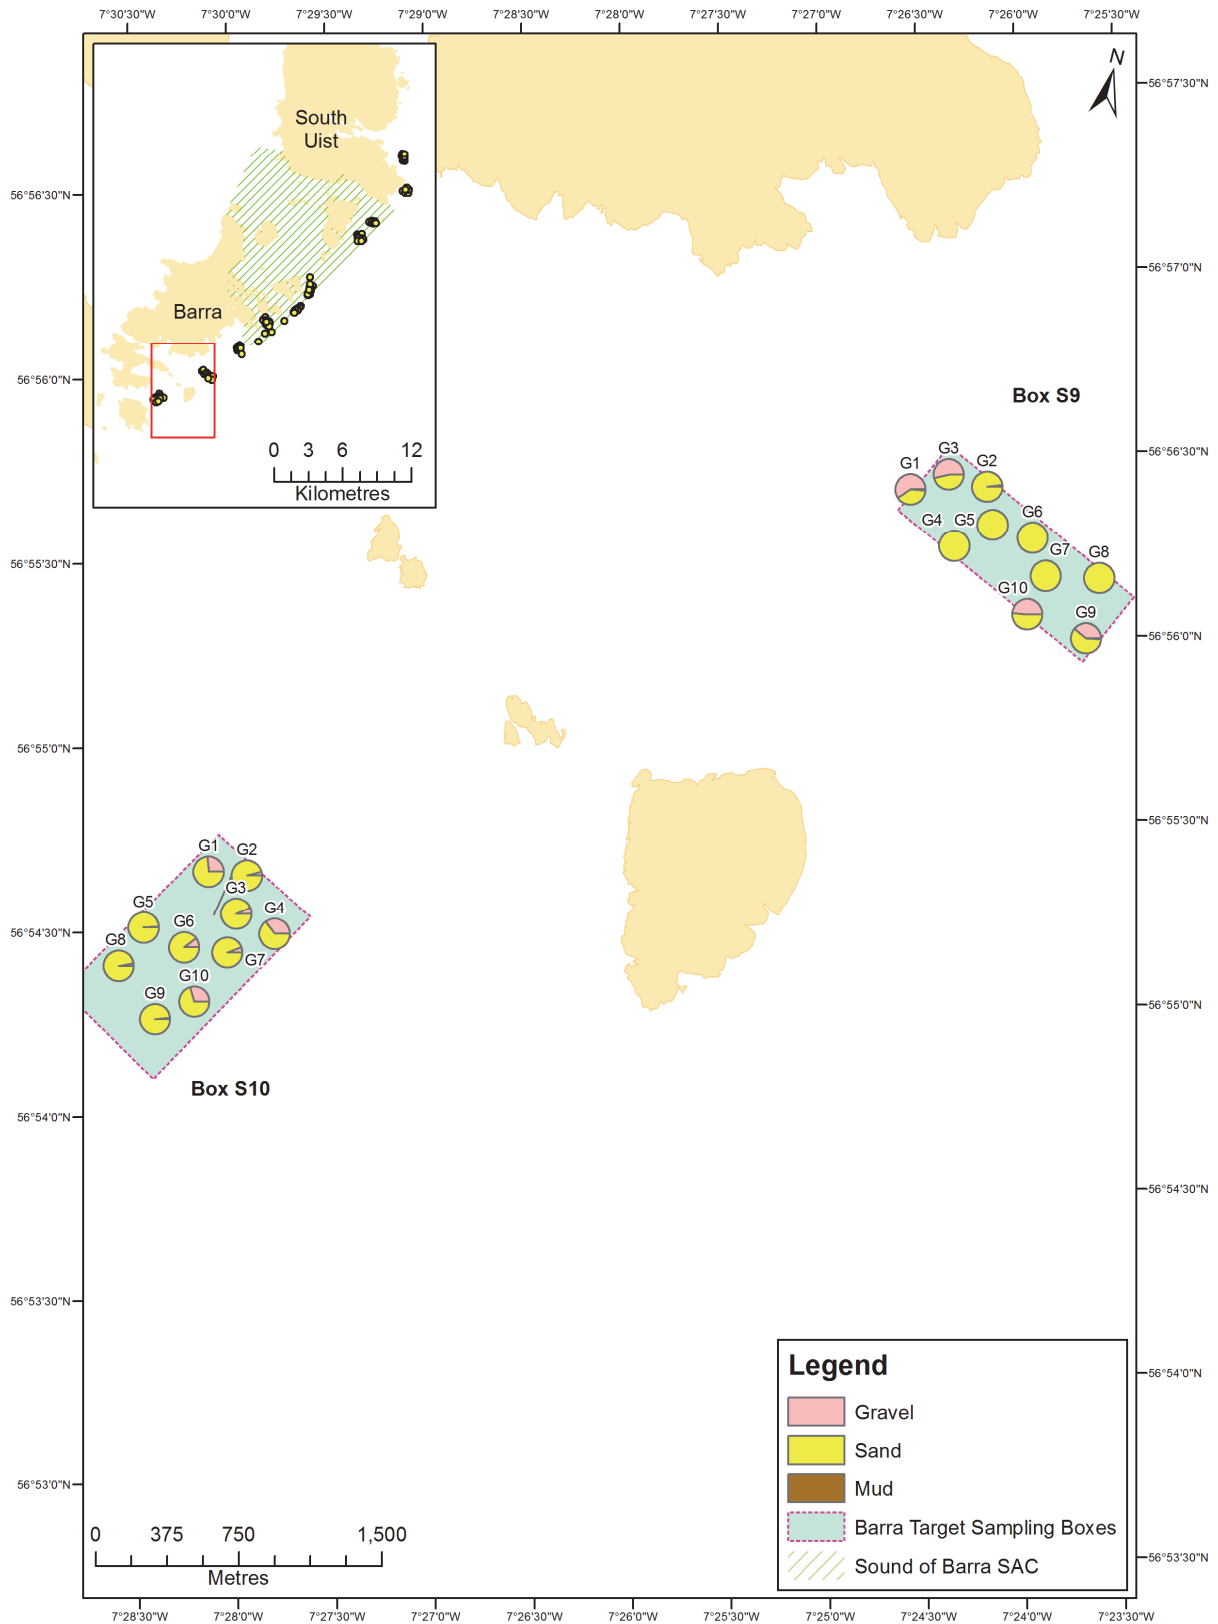 7°30'30"W 7°30'0"W 7°29'30"W 7°29'0"W 7°28'30"W 7°27'30"W 7°27'0"W 7°26'30"W 7°26'0"W 7°25'30"W
N
56°57'30"N
South
Uist
56°56'30"N
56°57'0"N
Barra
56°56'0"N
Box S9
0 3 6 12
Kilometres
56°56'30"N
G3
G1
G2
G4
G5
G6
G7
G8
G10
G9
56°55'30"N
56°56'0"N
56°55'0"N
56°55'30"N
G1
G2
G3
G4
G5
G6
G8
G7
G10
G9
56°54'30"N
56°55'0"N
Box S10
56°54'0"N
56°54'30"N
56°53'30"N
Legend
56°54'0"N
Gravel
Sand
56°53'0"N
Mud
0 375 750 1,500
Metres
Barra Target Sampling Boxes
Sound of Barra SAC
56°53'30"N
7°28'30"W 7°28'0"W 7°27'30"W 7°27'0"W 7°26'30"W 7°26'0"W 7°25'30"W 7°25'0"W 7°24'30"W 7°24'0"W 7°23'30"W